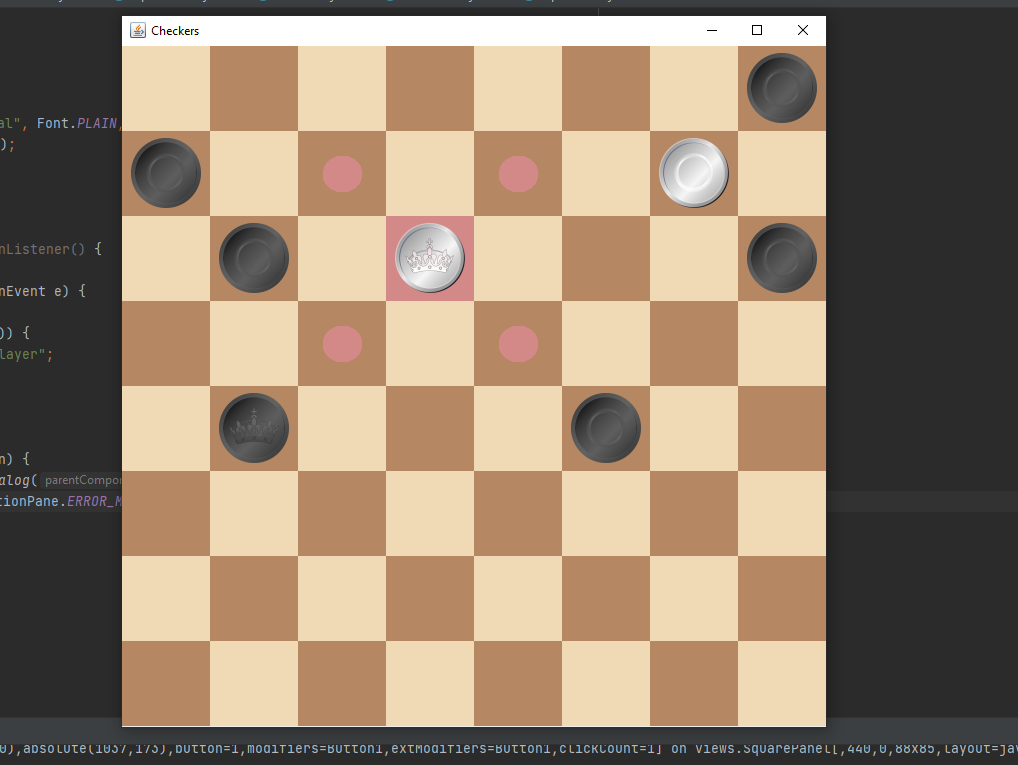 Checkers
al", Font.PLAIN,
);
nListener() {
nEvent e) {
)) {
layer";
n) {
alog( parentCompo
tionPane.ERROR_M
0),absolute(1037,173),button=1,modifiers=Button1,extModifiers=Button1,clickCount=1] on Views.SquarePanel[,440,0,88x85,layout=jav